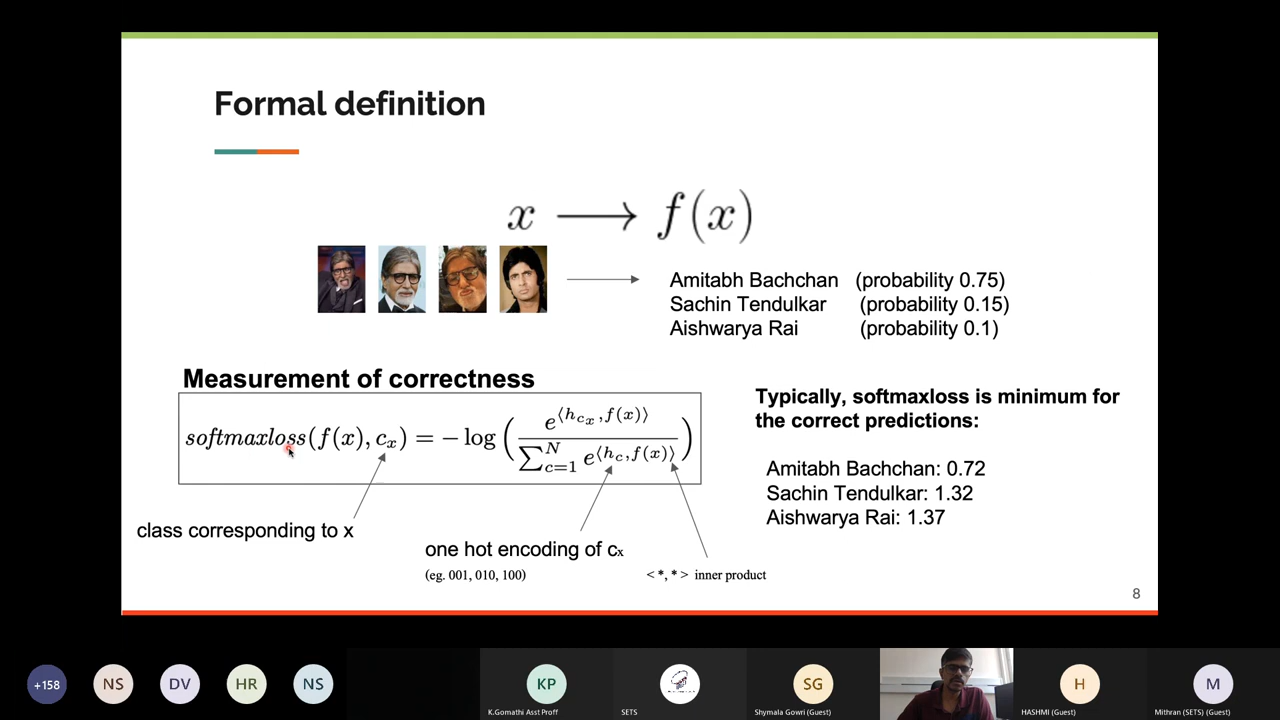 Formal definition
x ⟶ f(x)
Amitabh Bachchan (probability 0.75)
Sachin Tendulkar (probability 0.15)
Aishwarya Rai (probability 0.1)
Measurement of correctness
softmaxloss(f(x), c_x) = − log ( e^{⟨h_{c_x}, f(x)⟩} / ∑_{c=1}^{N} e^{⟨h_c, f(x)⟩} )
class corresponding to x
one hot encoding of cₓ
(eg. 001, 010, 100)
< *, * > inner product
Typically, softmaxloss is minimum for
the correct predictions:
Amitabh Bachchan: 0.72
Sachin Tendulkar: 1.32
Aishwarya Rai: 1.37
8
+158
NS
DV
HR
NS
KP
K.Gomathi Asst Proff
SETS
SG
Shymala Gowri (Guest)
H
HASHMI (Guest)
M
Mithran (SETS) (Guest)